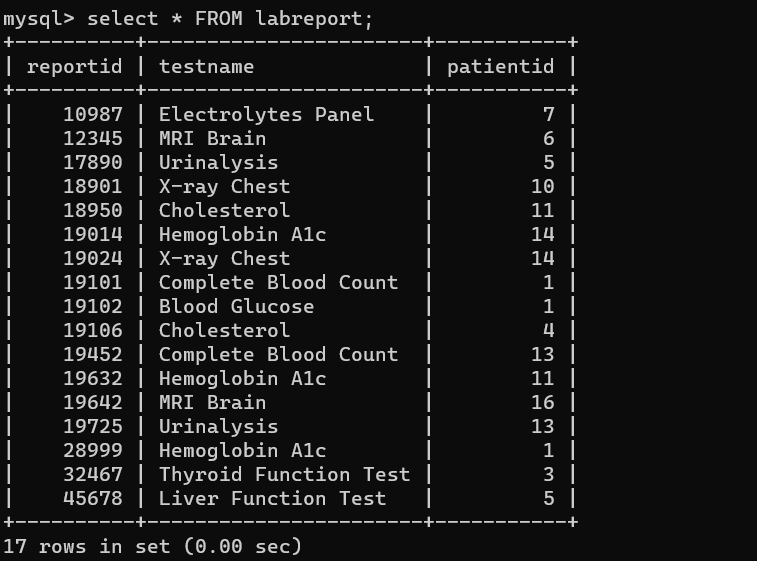 mysql> select * FROM labreport;
+----------+-----------------------+-----------+
| reportid | testname              | patientid |
+----------+-----------------------+-----------+
|    10987 | Electrolytes Panel    |         7 |
|    12345 | MRI Brain             |         6 |
|    17890 | Urinalysis            |         5 |
|    18901 | X-ray Chest           |        10 |
|    18950 | Cholesterol           |        11 |
|    19014 | Hemoglobin A1c        |        14 |
|    19024 | X-ray Chest           |        14 |
|    19101 | Complete Blood Count  |         1 |
|    19102 | Blood Glucose         |         1 |
|    19106 | Cholesterol           |         4 |
|    19452 | Complete Blood Count  |        13 |
|    19632 | Hemoglobin A1c        |        11 |
|    19642 | MRI Brain             |        16 |
|    19725 | Urinalysis            |        13 |
|    28999 | Hemoglobin A1c        |         1 |
|    32467 | Thyroid Function Test |         3 |
|    45678 | Liver Function Test   |         5 |
+----------+-----------------------+-----------+
17 rows in set (0.00 sec)